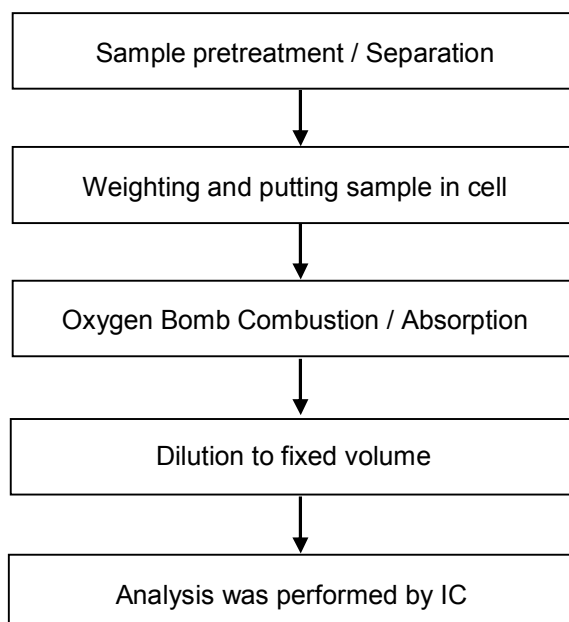 Sample pretreatment / Separation
Weighting and putting sample in cell
Oxygen Bomb Combustion / Absorption
Dilution to fixed volume
Analysis was performed by IC